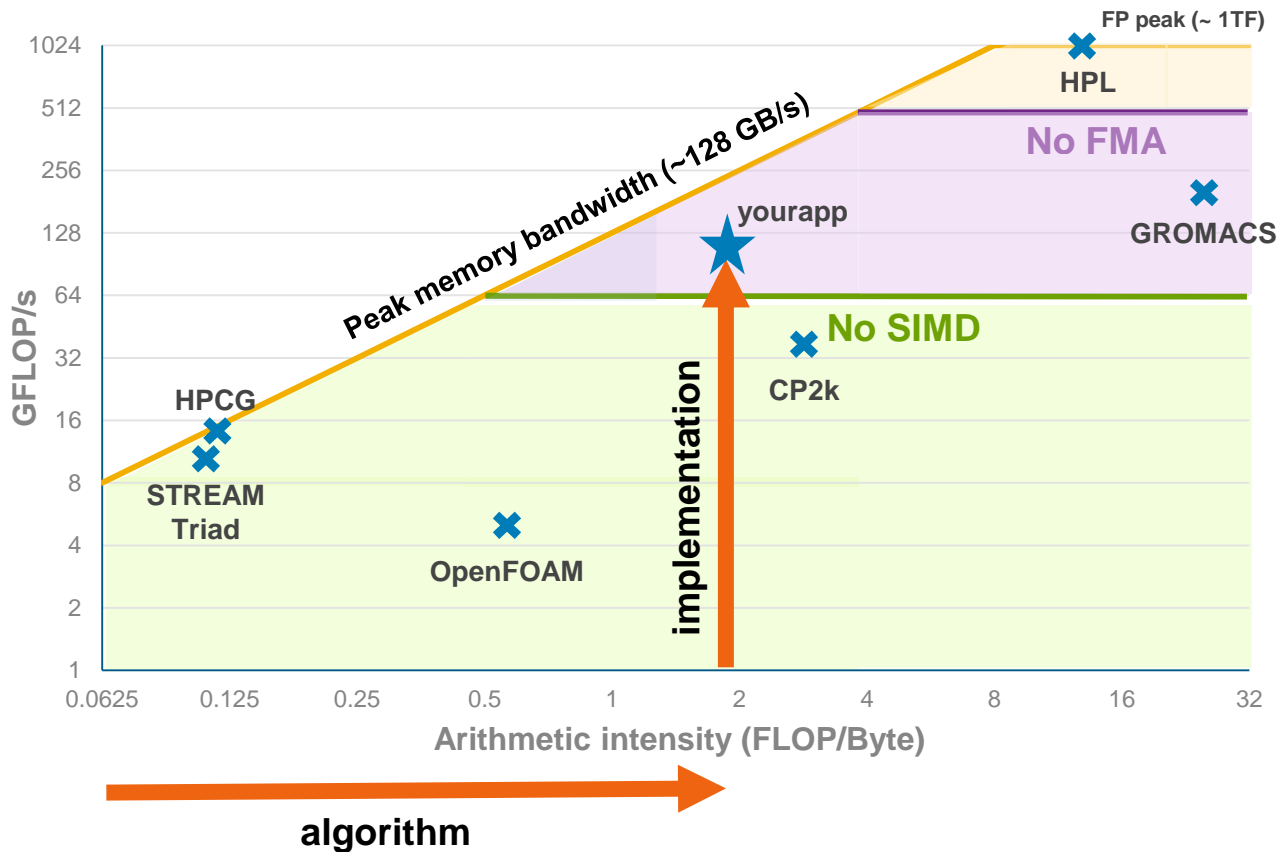 FP peak (~ 1TF)
1024
HPL
512
Peak memory bandwidth (~128 GB/s)
No FMA
256
yourapp
GROMACS
128
64
No SIMD
32
CP2k
HPCG
16
8
STREAM
Triad
OpenFOAM
4
2
1
GFLOP/s
implementation
0.0625 0.125 0.25 0.5 1 2 4 8 16 32
Arithmetic intensity (FLOP/Byte)
algorithm